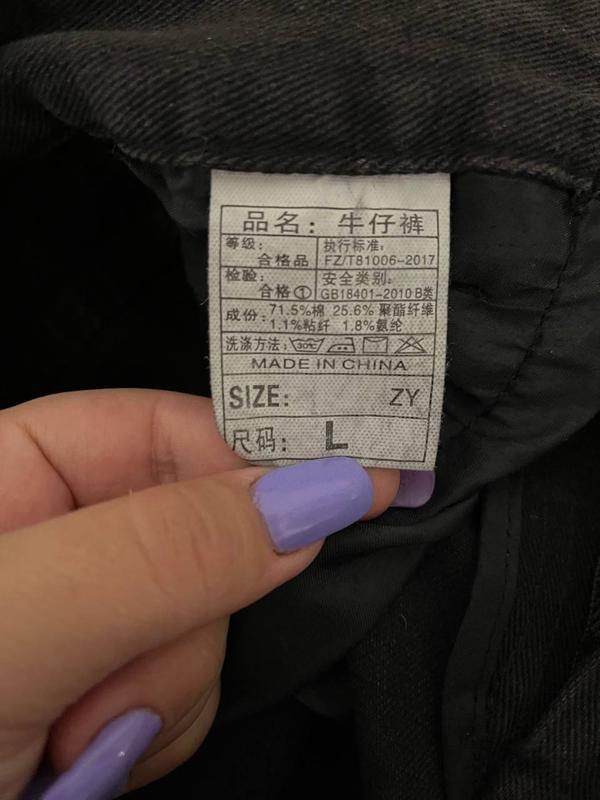 品名：牛仔裤
等级：
合格品
执行标准：
FZ/T81006-2017
检验：
合格①
安全类别：
GB18401-2010 B类
成份：71.5%棉 25.6%聚酯纤维
1.1%粘纤 1.8%氨纶
洗涤方法：30℃
MADE IN CHINA
SIZE: ZY
尺码：L